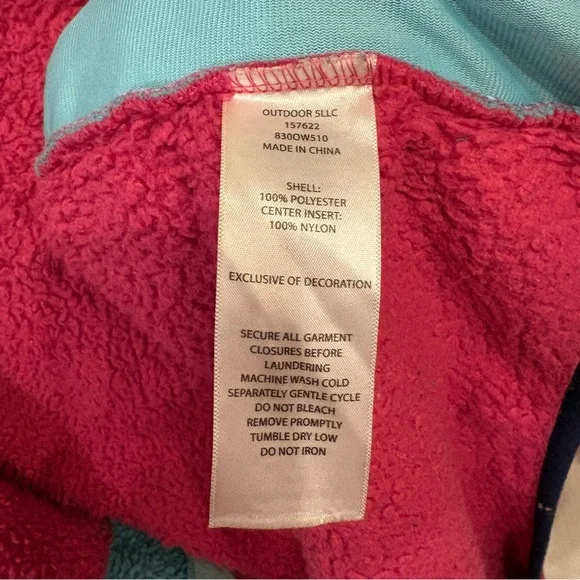 OUTDOOR SLLC
157622
830OW510
MADE IN CHINA
SHELL:
100% POLYESTER
CENTER INSERT:
100% NYLON
EXCLUSIVE OF DECORATION
SECURE ALL GARMENT
CLOSURES BEFORE
LAUNDERING
MACHINE WASH COLD
SEPARATELY GENTLE CYCLE
DO NOT BLEACH
REMOVE PROMPTLY
TUMBLE DRY LOW
DO NOT IRON